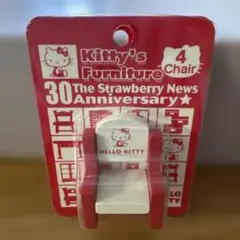 Kitty's
Furniture
4
Chair
30 The Strawberry News
Anniversary★
HELLO KITTY